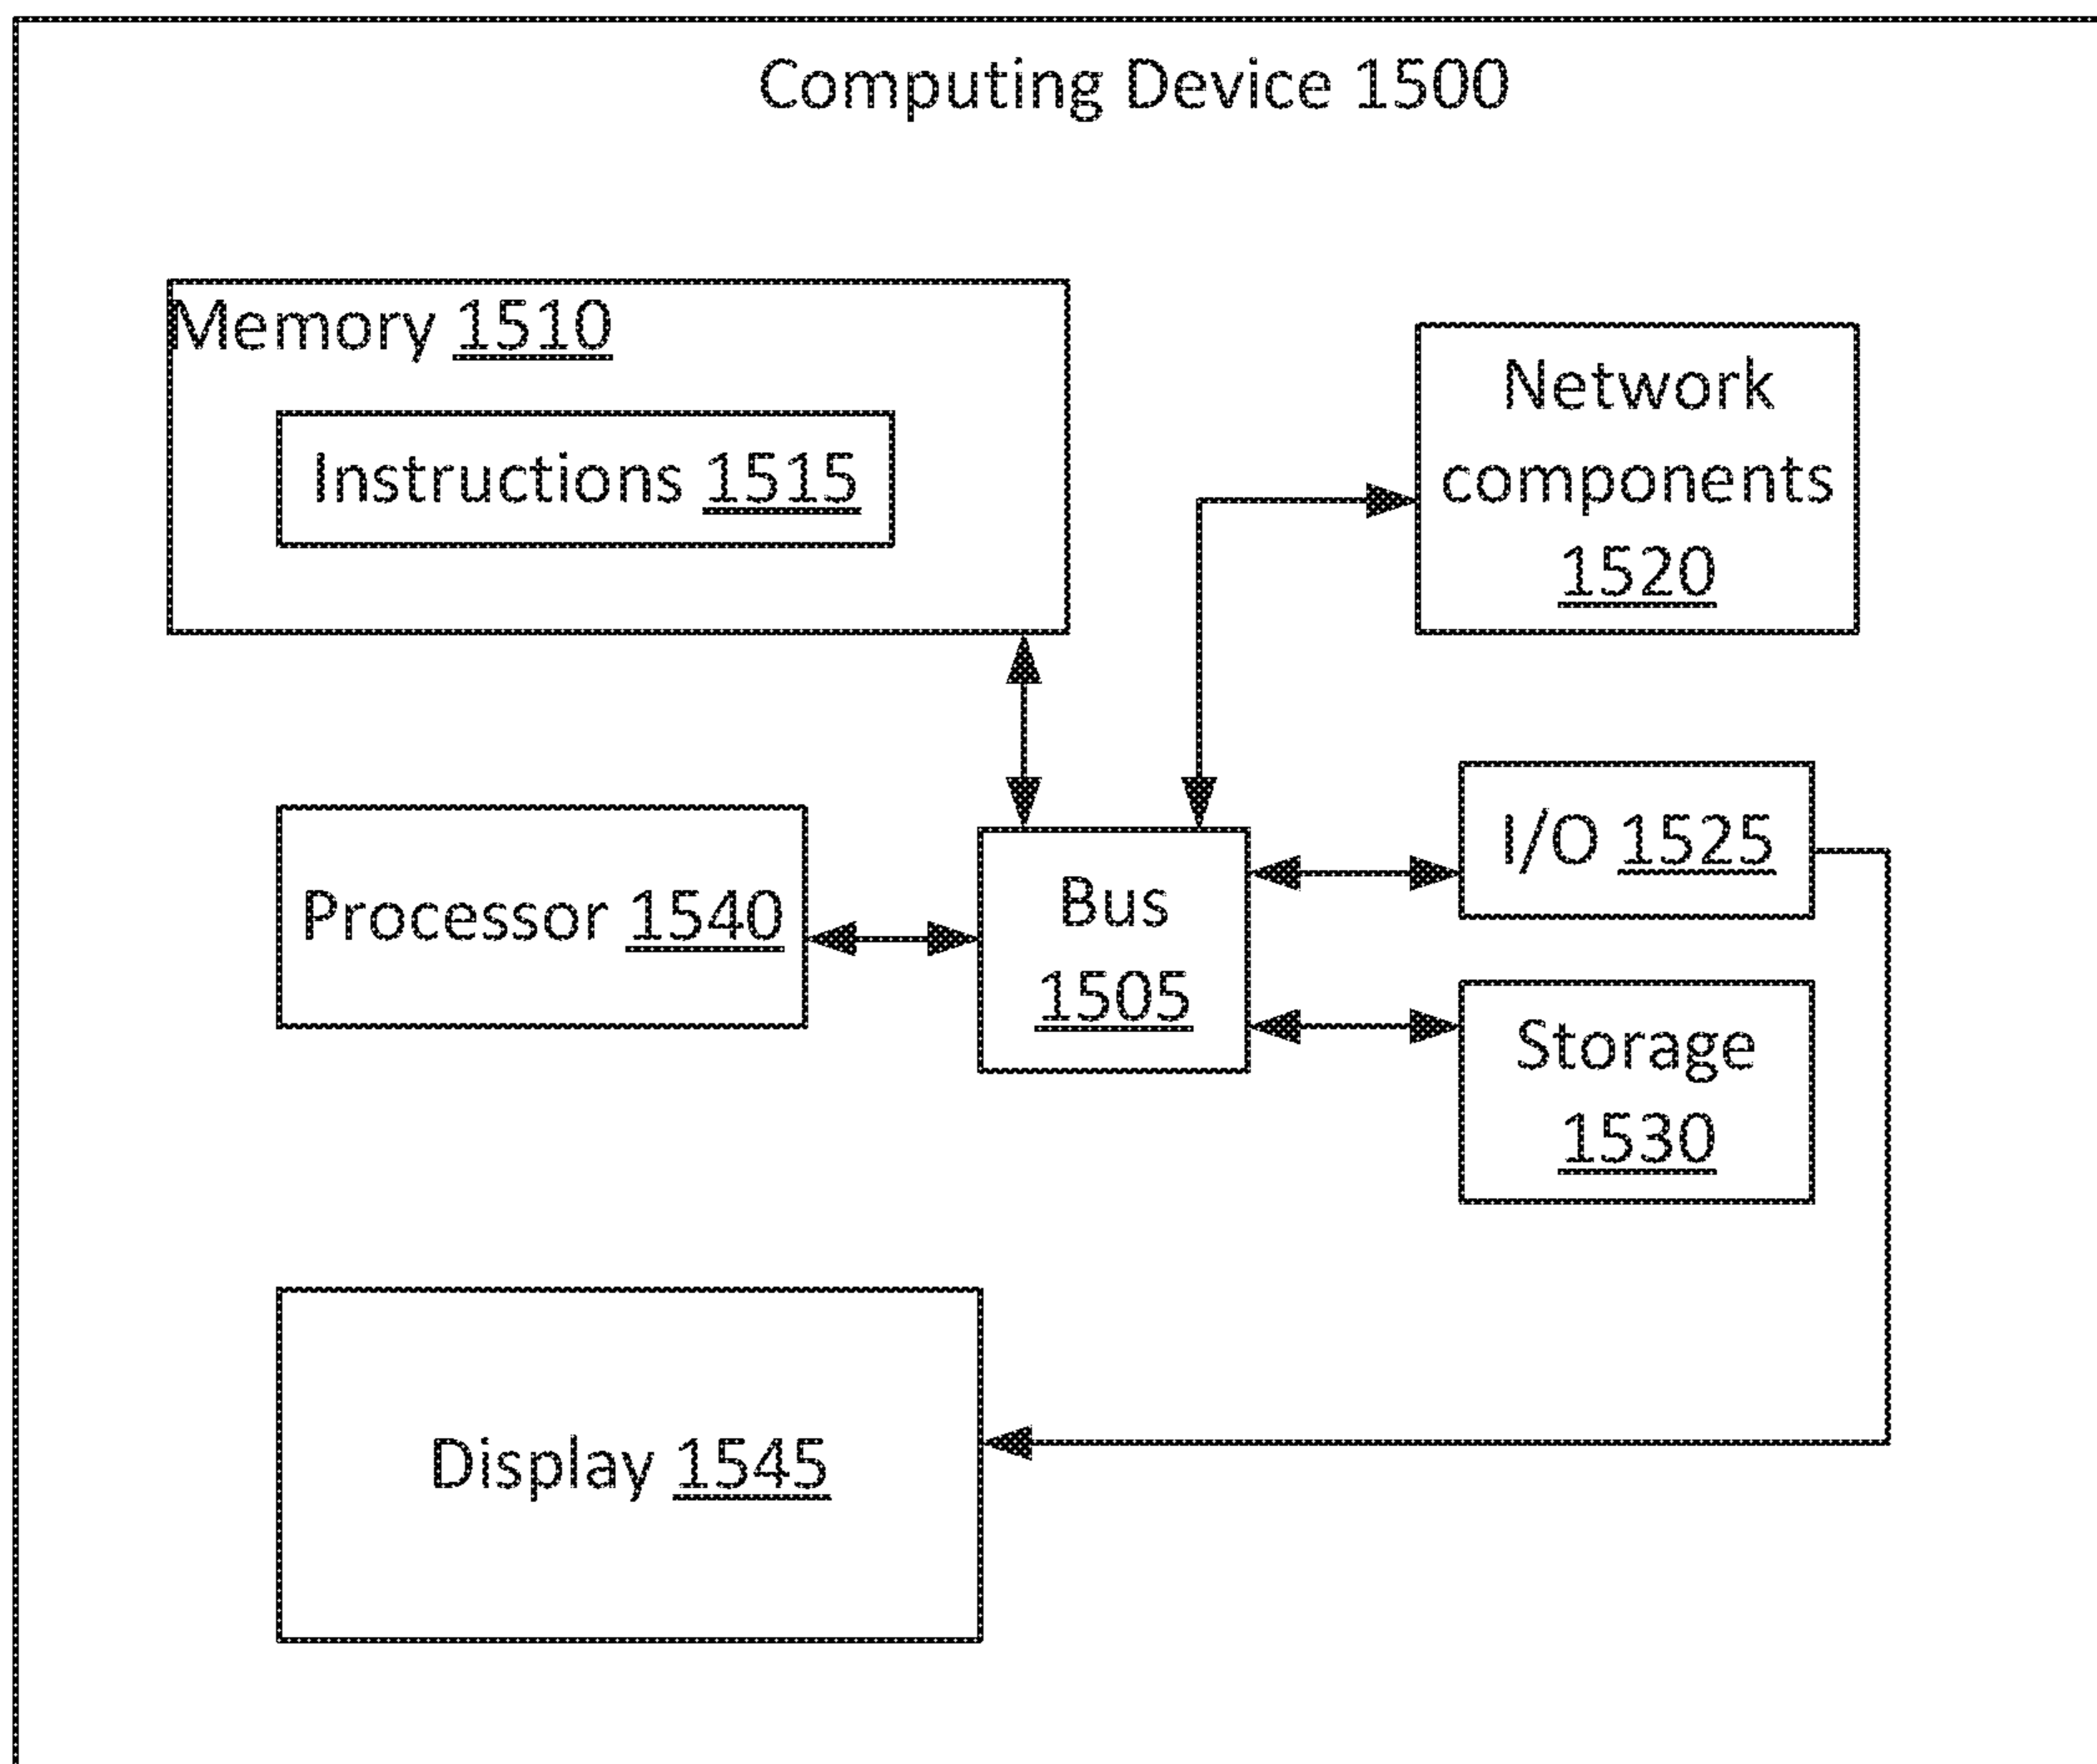 Computing Device 1500
Memory 1510
Instructions 1515
Network
components
1520
I/O 1525
Processor 1540
Bus
1505
Storage
1530
Display 1545